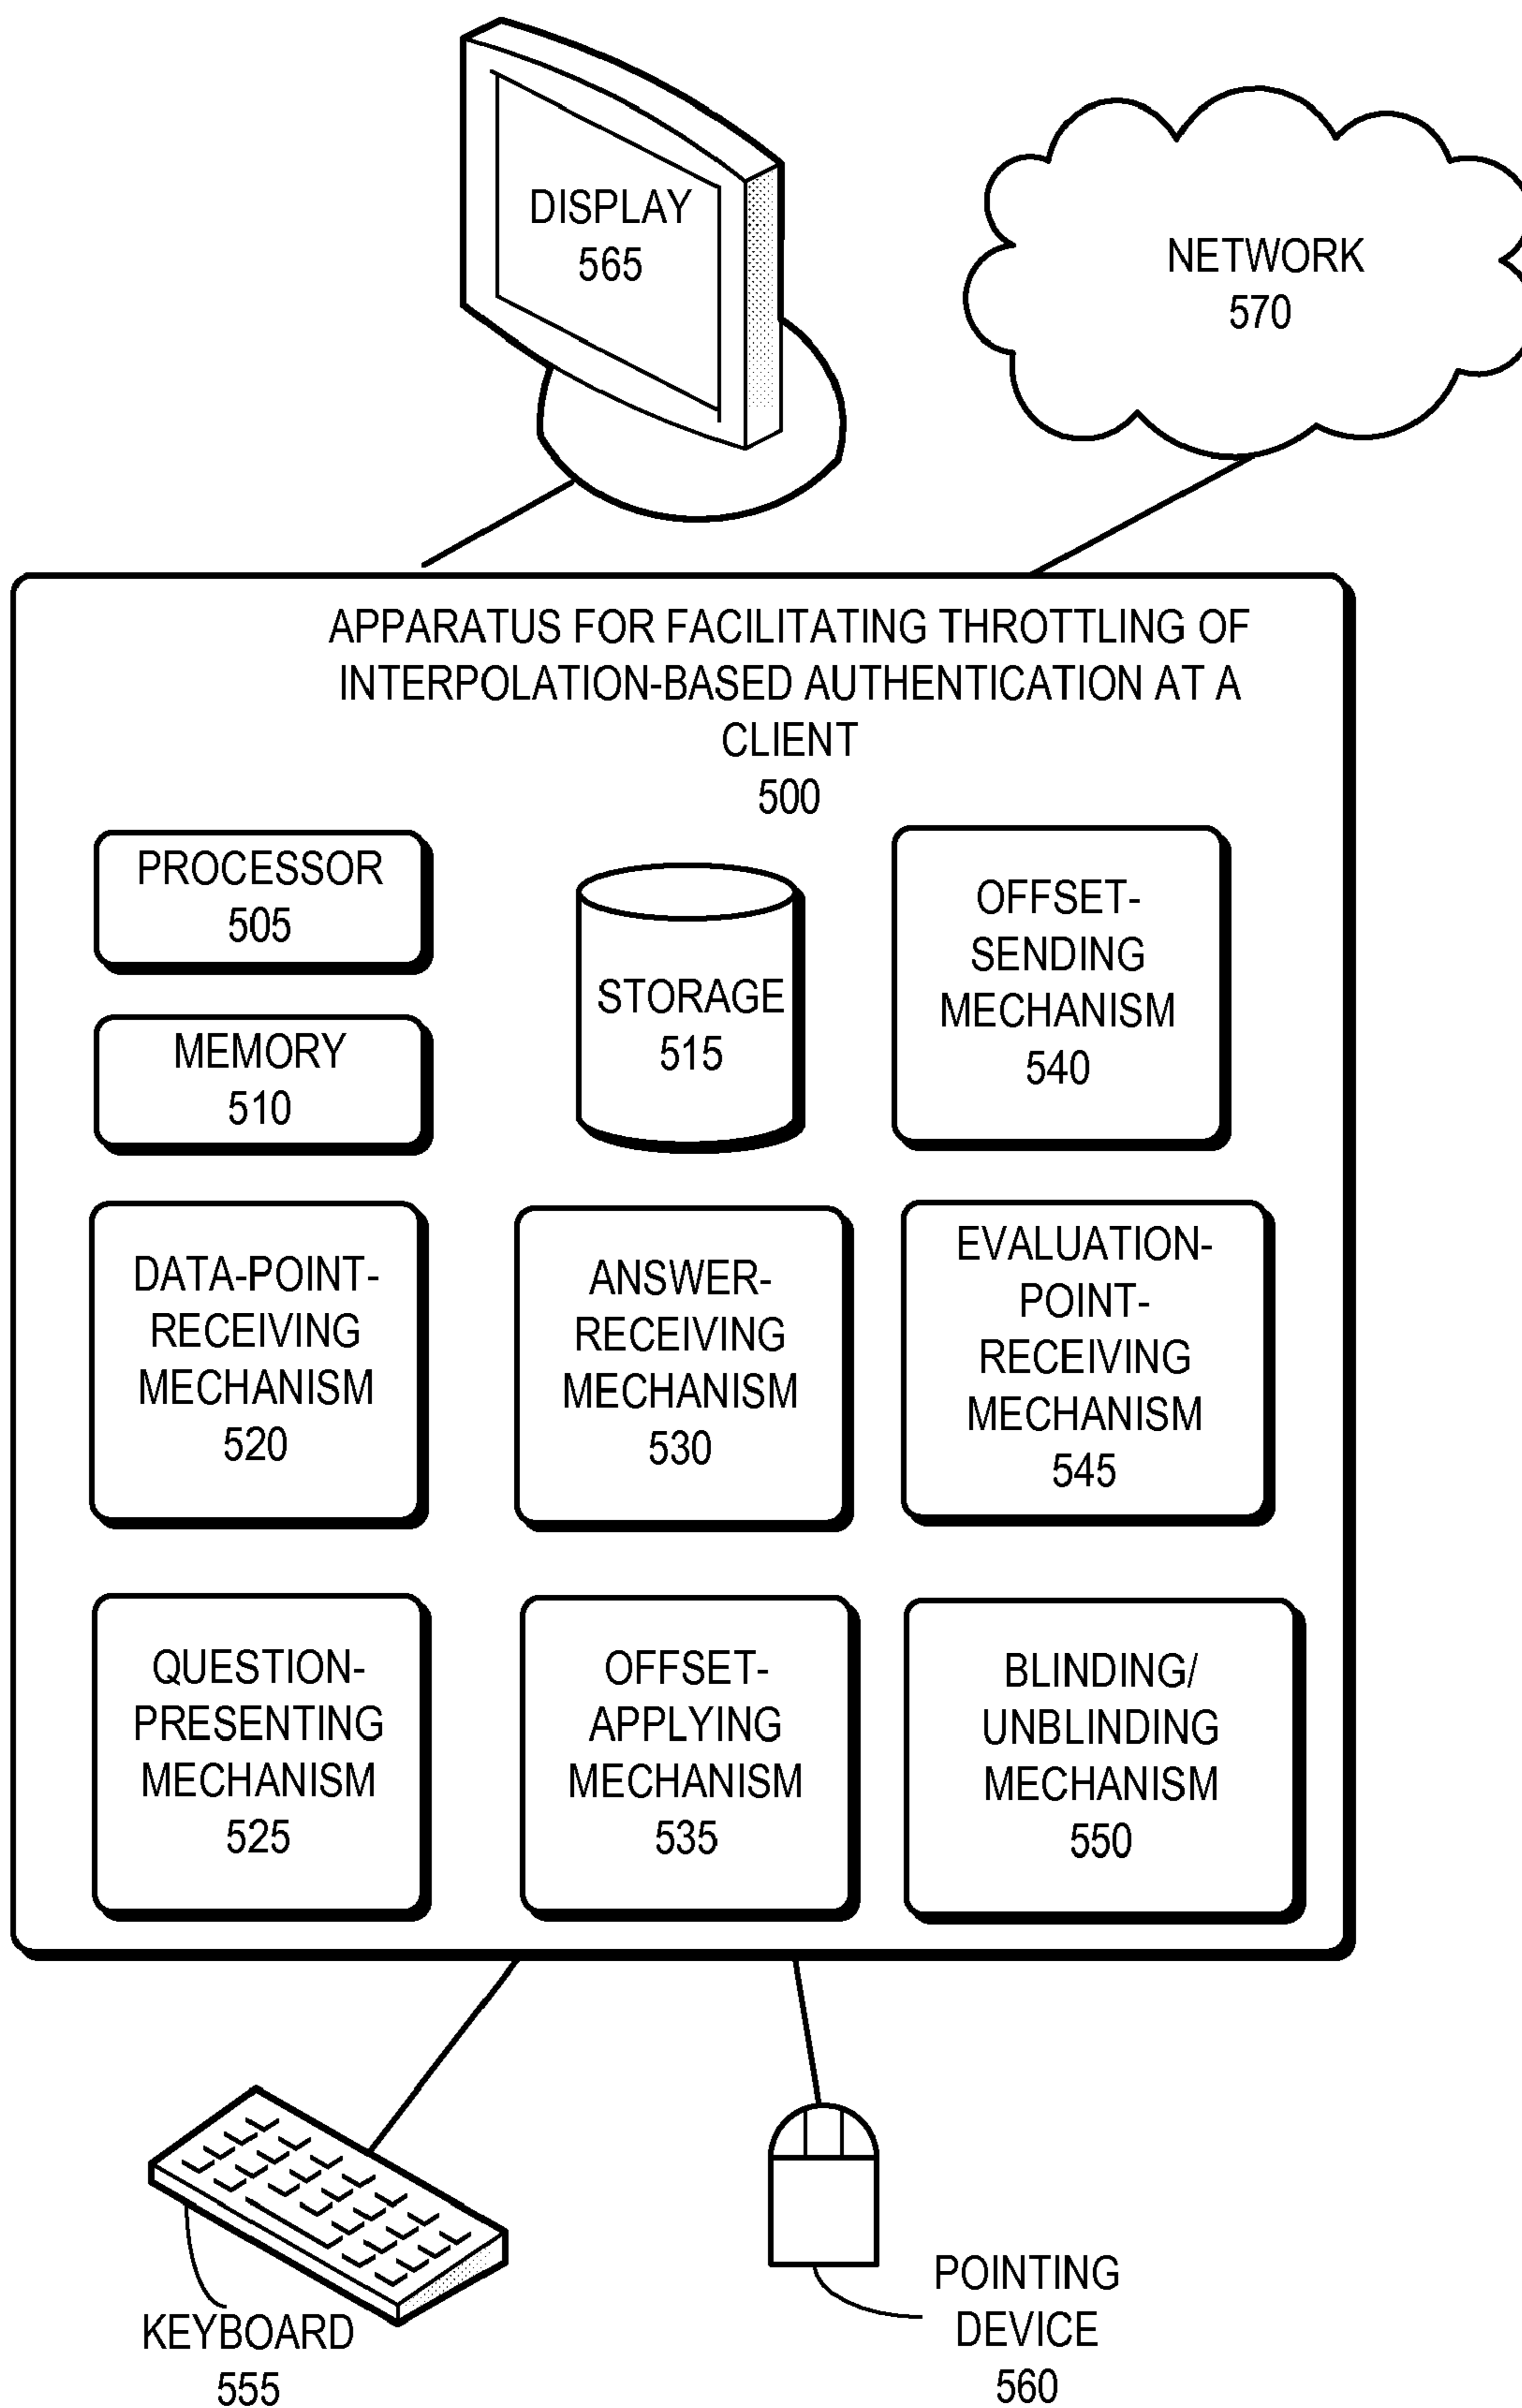 DISPLAY
565
NETWORK
570
APPARATUS FOR FACILITATING THROTTLING OF
INTERPOLATION-BASED AUTHENTICATION AT A
CLIENT
500
PROCESSOR
505
MEMORY
510
STORAGE
515
OFFSET-
SENDING
MECHANISM
540
DATA-POINT-
RECEIVING
MECHANISM
520
ANSWER-
RECEIVING
MECHANISM
530
EVALUATION-
POINT-
RECEIVING
MECHANISM
545
QUESTION-
PRESENTING
MECHANISM
525
OFFSET-
APPLYING
MECHANISM
535
BLINDING/
UNBLINDING
MECHANISM
550
KEYBOARD
555
POINTING
DEVICE
560